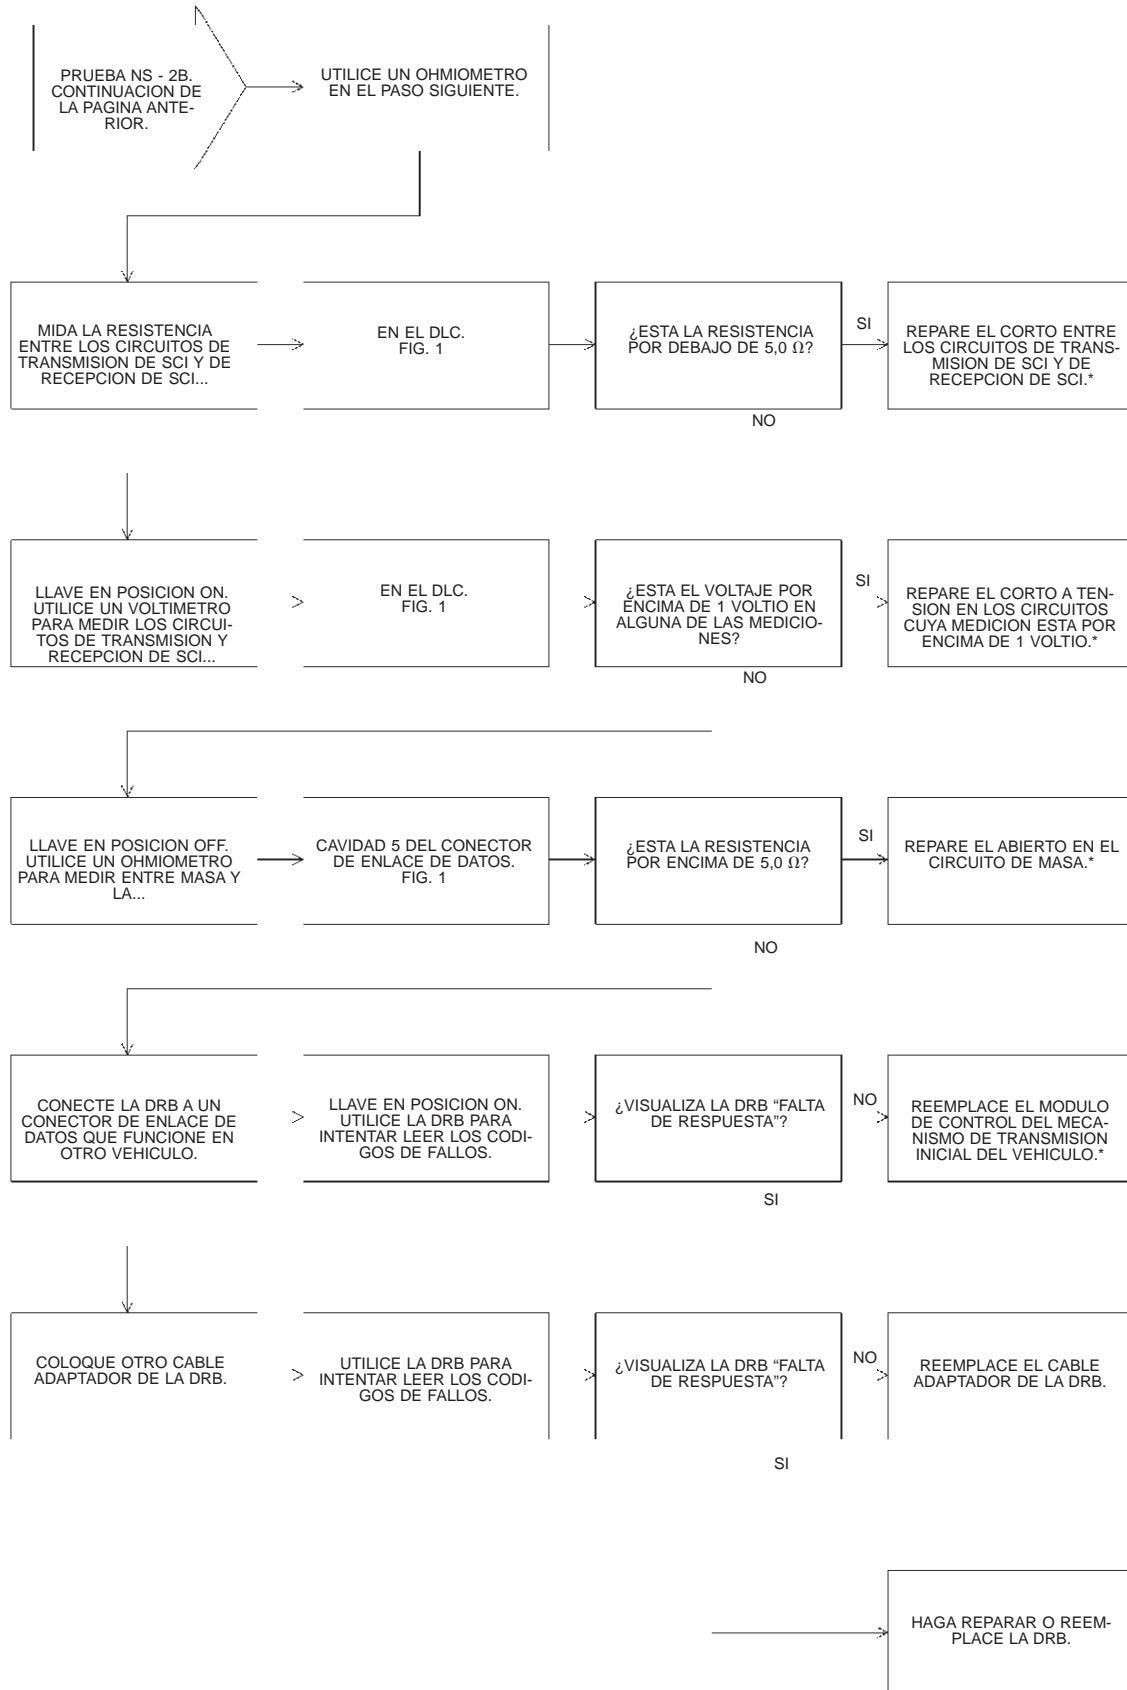 PRUEBA NS - 2B.
CONTINUACION DE
LA PAGINA ANTE-
RIOR.
UTILICE UN OHMIOMETRO
EN EL PASO SIGUIENTE.
MIDA LA RESISTENCIA
ENTRE LOS CIRCUITOS DE
TRANSMISION DE SCI Y DE
RECEPCION DE SCI...
EN EL DLC.
FIG. 1
¿ESTA LA RESISTENCIA
POR DEBAJO DE 5,0 Ω?
SI
REPARE EL CORTO ENTRE
LOS CIRCUITOS DE TRANS-
MISION DE SCI Y DE
RECEPCION DE SCI.*
NO
LLAVE EN POSICION ON.
UTILICE UN VOLTIMETRO
PARA MEDIR LOS CIRCUI-
TOS DE TRANSMISION Y
RECEPCION DE SCI...
EN EL DLC.
FIG. 1
¿ESTA EL VOLTAJE POR
ENCIMA DE 1 VOLTIO EN
ALGUNA DE LAS MEDICIO-
NES?
SI
REPARE EL CORTO A TEN-
SION EN LOS CIRCUITOS
CUYA MEDICION ESTA POR
ENCIMA DE 1 VOLTIO.*
NO
LLAVE EN POSICION OFF.
UTILICE UN OHMIOMETRO
PARA MEDIR ENTRE MASA Y
LA...
CAVIDAD 5 DEL CONECTOR
DE ENLACE DE DATOS.
FIG. 1
¿ESTA LA RESISTENCIA
POR ENCIMA DE 5,0 Ω?
SI
REPARE EL ABIERTO EN EL
CIRCUITO DE MASA.*
NO
CONECTE LA DRB A UN
CONECTOR DE ENLACE DE
DATOS QUE FUNCIONE EN
OTRO VEHICULO.
LLAVE EN POSICION ON.
UTILICE LA DRB PARA
INTENTAR LEER LOS CODI-
GOS DE FALLOS.
¿VISUALIZA LA DRB “FALTA
DE RESPUESTA”?
NO
REEMPLACE EL MODULO
DE CONTROL DEL MECA-
NISMO DE TRANSMISION
INICIAL DEL VEHICULO.*
SI
COLOQUE OTRO CABLE
ADAPTADOR DE LA DRB.
UTILICE LA DRB PARA
INTENTAR LEER LOS CODI-
GOS DE FALLOS.
¿VISUALIZA LA DRB “FALTA
DE RESPUESTA”?
NO
REEMPLACE EL CABLE
ADAPTADOR DE LA DRB.
SI
HAGA REPARAR O REEM-
PLACE LA DRB.